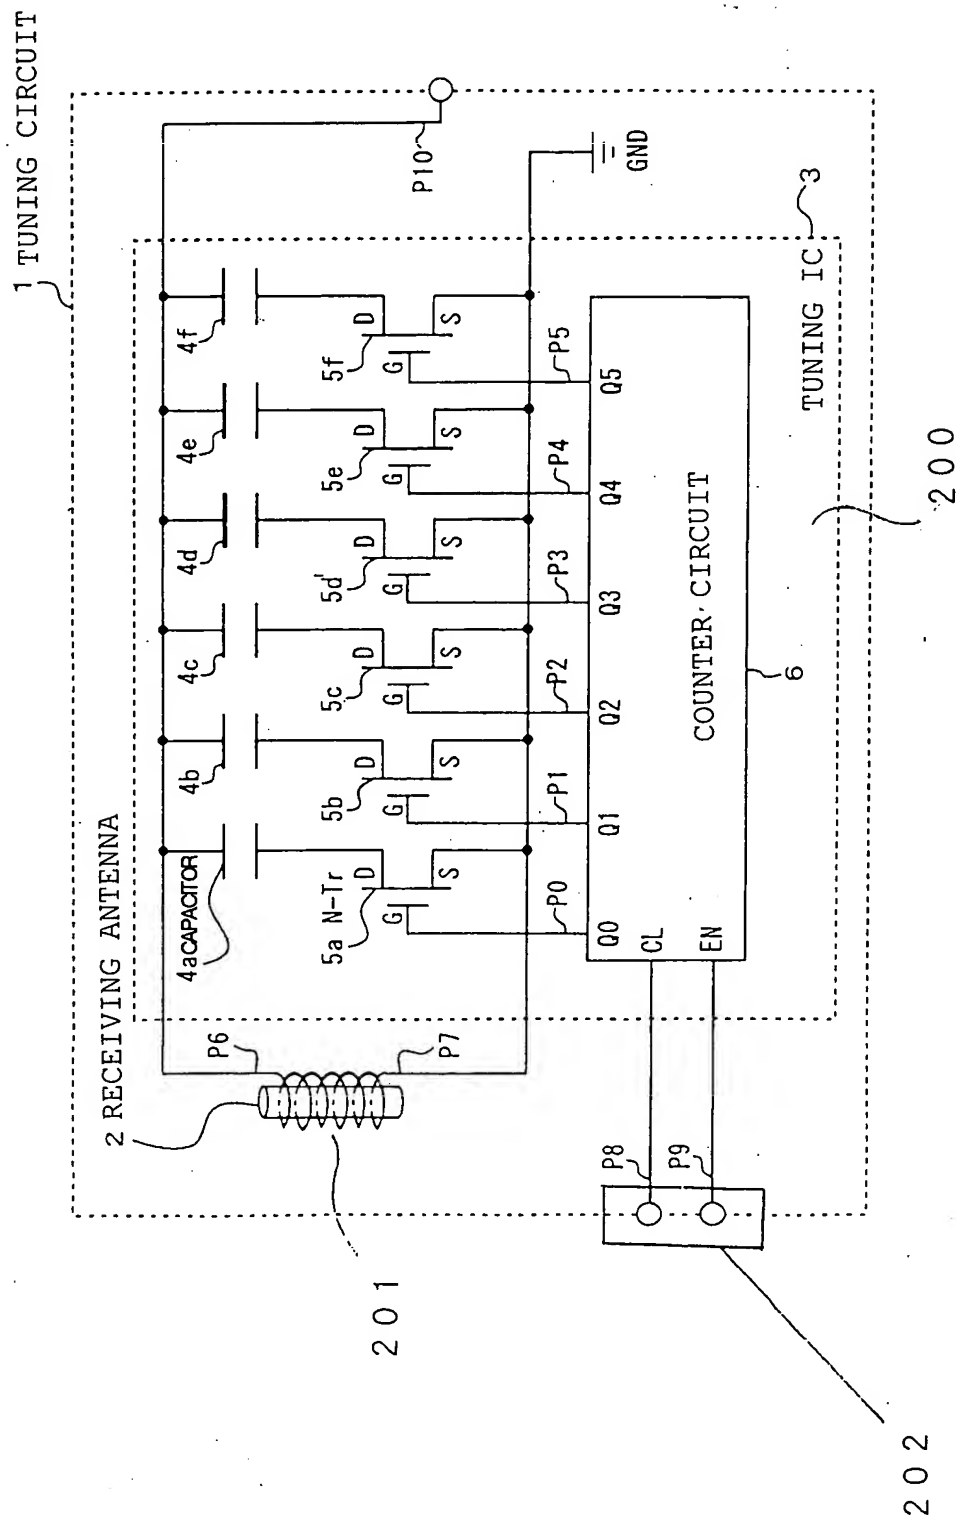 1 TUNING CIRCUIT
2 RECEIVING ANTENNA
4a CAPACITOR
4b
4c
4d
4e
4f
P10
P6
P7
5a N-Tr
5b
5c
5d'
5e
5f
D
D
D
D
D
D
G
G
G
G
G
G
S
S
S
S
S
S
GND
P0
P1
P2
P3
P4
P5
Q0
Q1
Q2
Q3
Q4
Q5
CL
EN
COUNTER CIRCUIT
6
TUNING IC
3
P8
P9
200
201
202